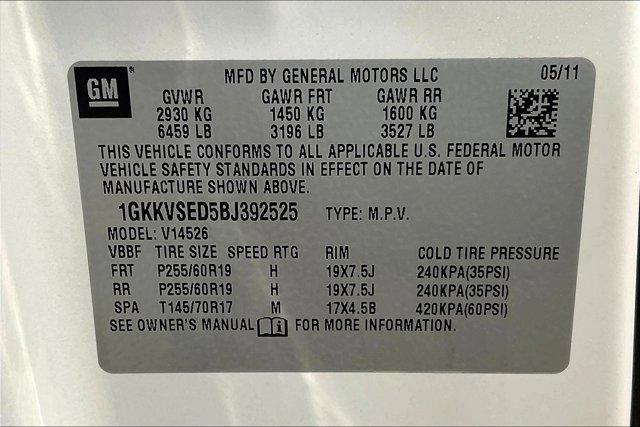 GM ® MFD BY GENERAL MOTORS LLC 05/11
GVWR GAWR FRT GAWR RR
2930 KG 1450 KG 1600 KG
6459 LB 3196 LB 3527 LB
THIS VEHICLE CONFORMS TO ALL APPLICABLE U.S. FEDERAL MOTOR
VEHICLE SAFETY STANDARDS IN EFFECT ON THE DATE OF
MANUFACTURE SHOWN ABOVE.
1GKKVSED5BJ392525 TYPE: M.P.V.
MODEL: V14526
VBBF TIRE SIZE SPEED RTG RIM COLD TIRE PRESSURE
FRT P255/60R19 H 19X7.5J 240KPA(35PSI)
RR P255/60R19 H 19X7.5J 240KPA(35PSI)
SPA T145/70R17 M 17X4.5B 420KPA(60PSI)
SEE OWNER'S MANUAL FOR MORE INFORMATION.